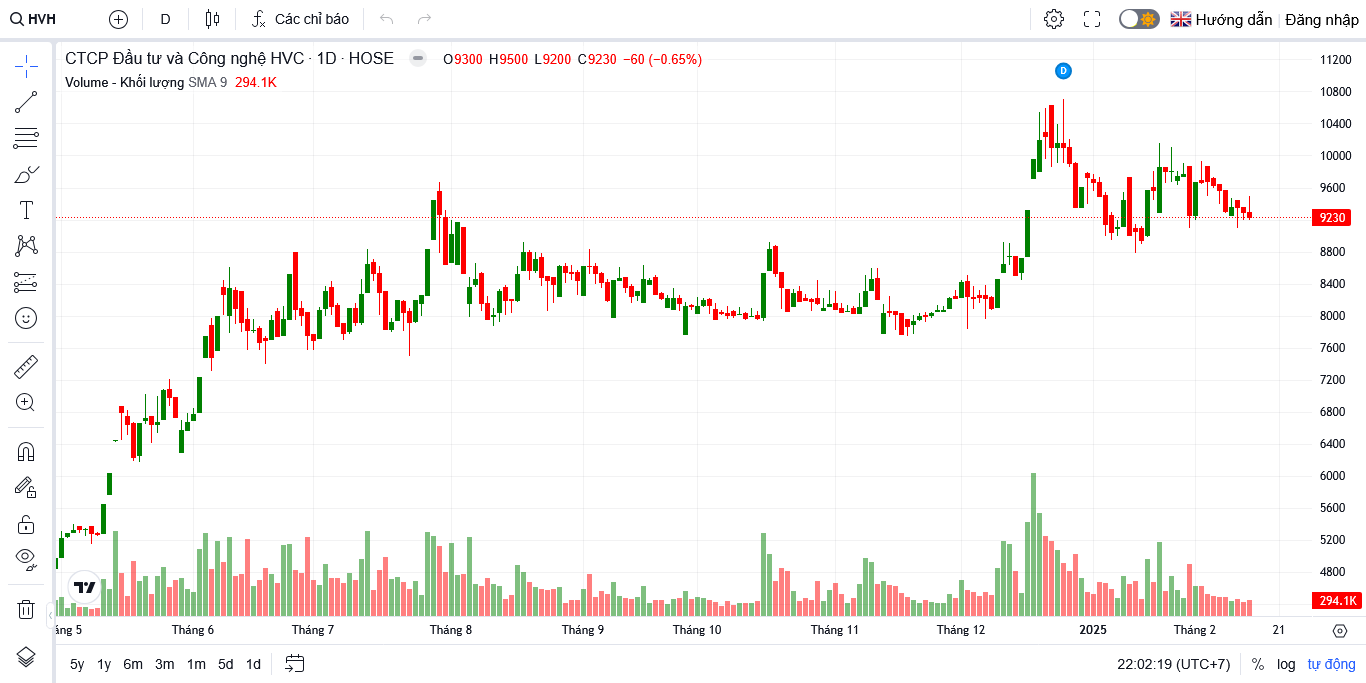 HVH
D
Các chỉ báo
Hướng dẫn
Đăng nhập
CTCP Đầu tư và Công nghệ HVC · 1D · HOSE
O9300 H9500 L9200 C9230 −60 (−0.65%)
Volume - Khối lượng SMA 9 294.1K
D
11200
10800
10400
10000
9600
9230
8800
8400
8000
7600
7200
6800
6400
6000
5600
5200
4800
294.1K
áng 5
Tháng 6
Tháng 7
Tháng 8
Tháng 9
Tháng 10
Tháng 11
Tháng 12
2025
Tháng 2
21
5y 1y 6m 3m 1m 5d 1d
22:02:19 (UTC+7)
% log tự động